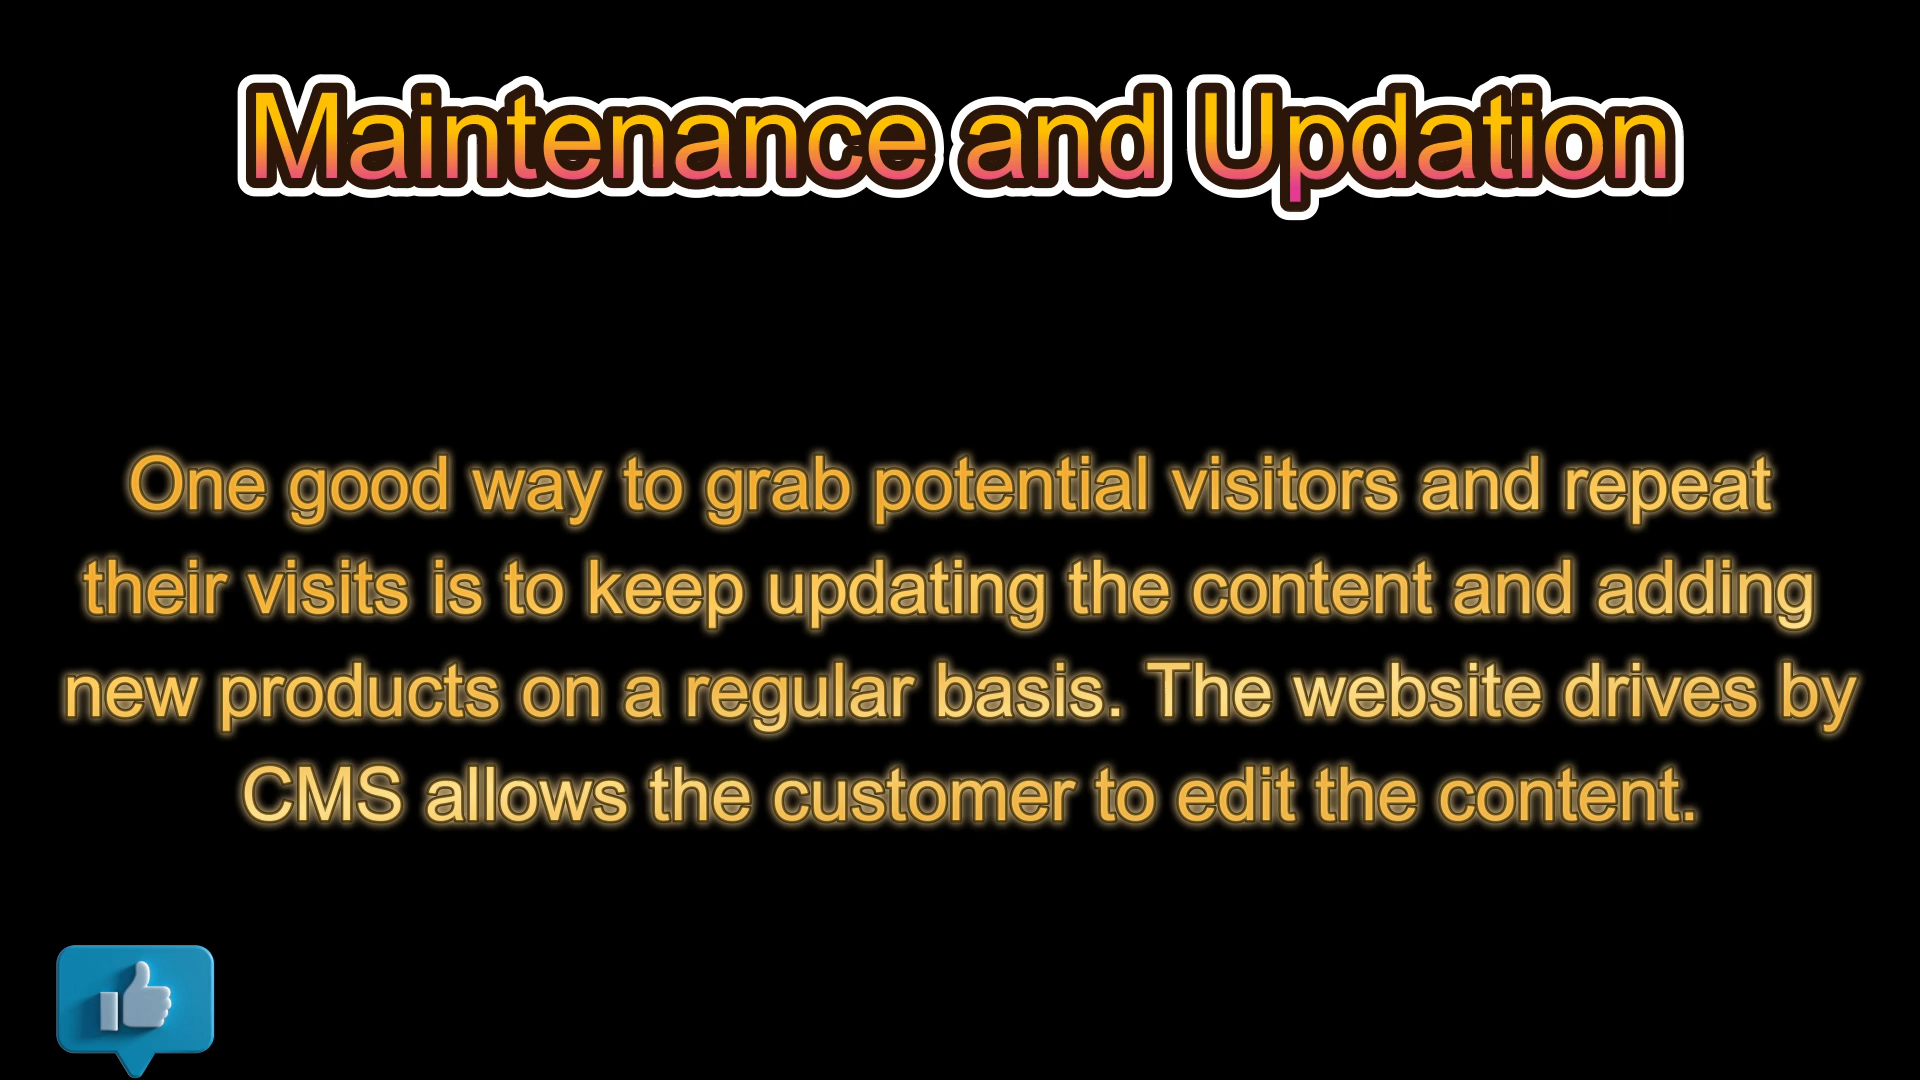 Maintenance and Updation
One good way to grab potential visitors and repeat
their visits is to keep updating the content and adding
new products on a regular basis. The website drives by
CMS allows the customer to edit the content.